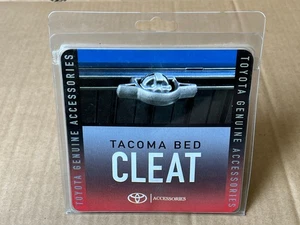 TOYOTA GENUINE ACCESSORIES
TOYOTA GENUINE ACCESSORIES
TACOMA BED
CLEAT
ACCESSORIES